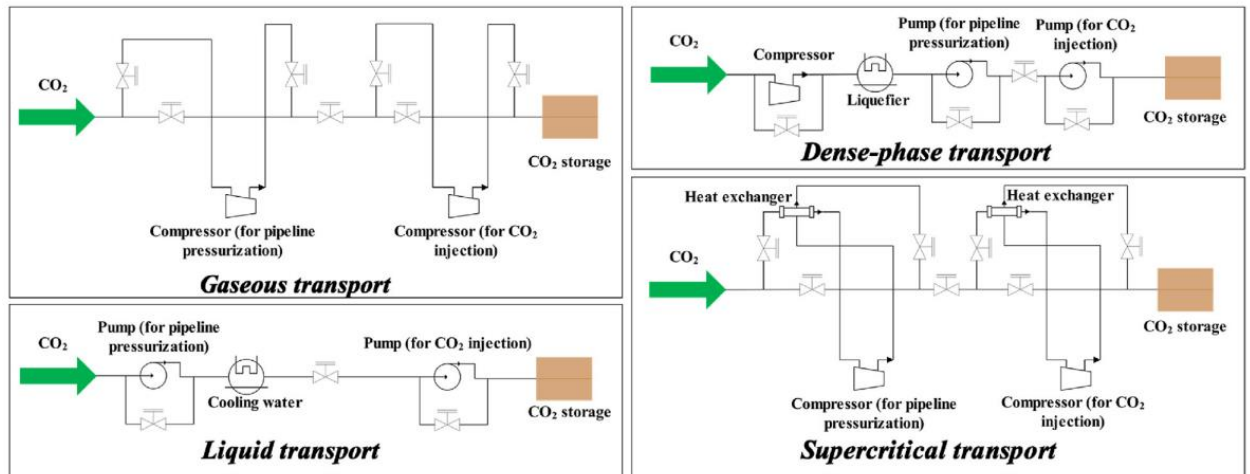 CO₂
CO₂ storage
Compressor (for pipeline
pressurization)
Compressor (for CO₂
injection)
Gaseous transport
CO₂
Pump (for pipeline
pressurization)
Cooling water
Pump (for CO₂ injection)
CO₂ storage
Liquid transport
CO₂
Compressor
Liquefier
Pump (for pipeline
pressurization)
Pump (for CO₂
injection)
CO₂ storage
Dense-phase transport
CO₂
Heat exchanger
Heat exchanger
CO₂ storage
Compressor (for pipeline
pressurization)
Compressor (for CO₂
injection)
Supercritical transport